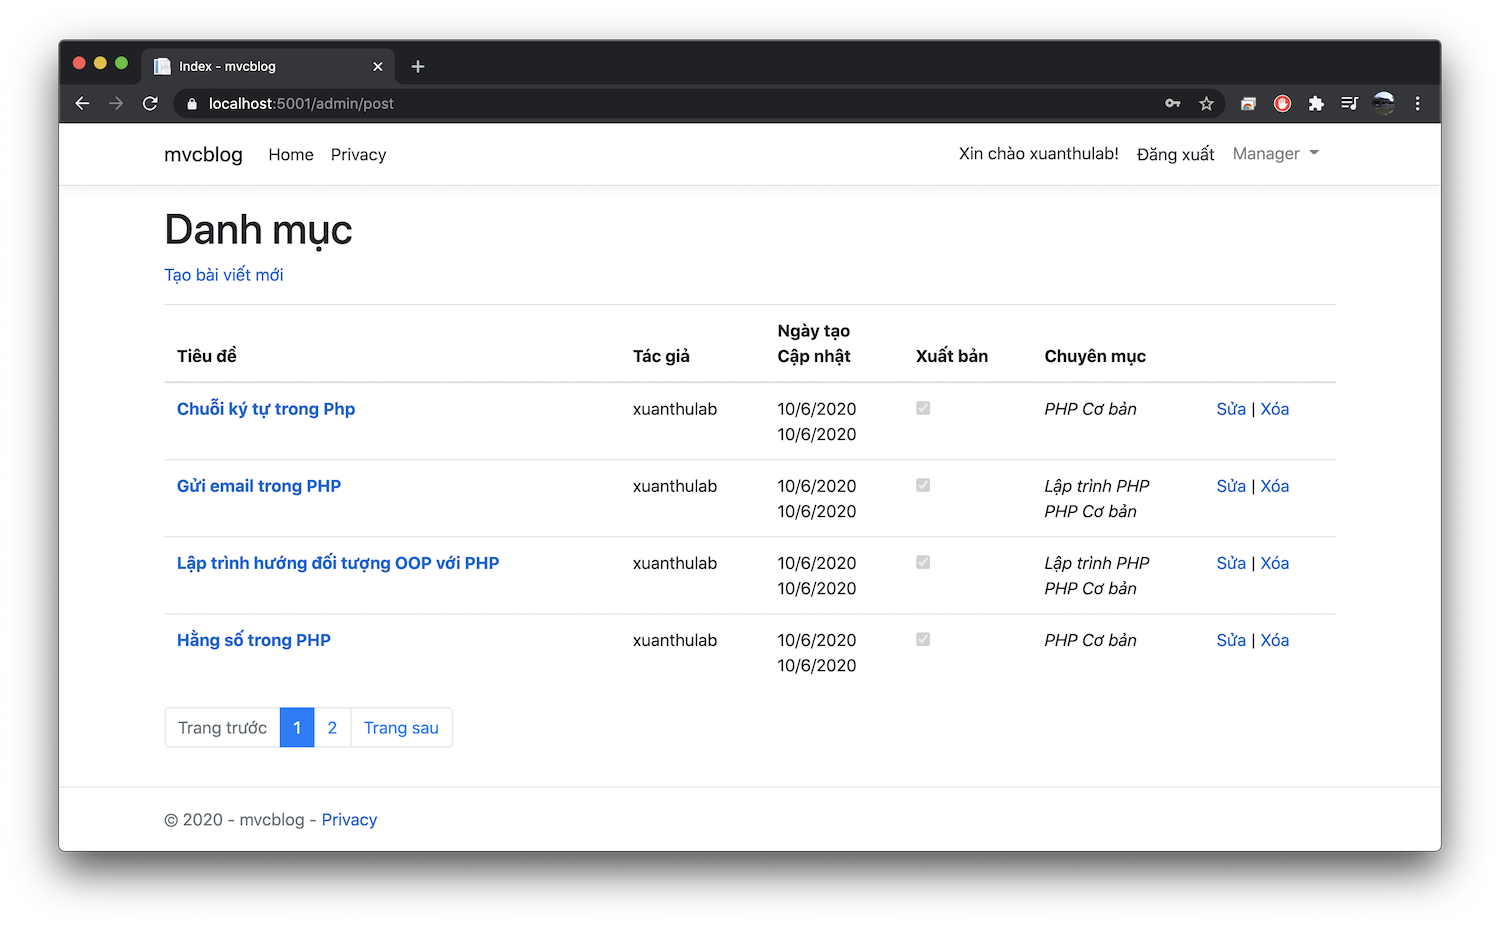 Index - mvcblog
localhost:5001/admin/post
mvcblog Home Privacy Xin chào xuanthulab! Đăng xuất Manager
Danh mục
Tạo bài viết mới
Tiêu đề Tác giả Ngày tạo Cập nhật Xuất bản Chuyên mục
Chuỗi ký tự trong Php xuanthulab 10/6/2020 PHP Cơ bản Sửa | Xóa
10/6/2020
Gửi email trong PHP xuanthulab 10/6/2020 Lập trình PHP Sửa | Xóa
10/6/2020 PHP Cơ bản
Lập trình hướng đối tượng OOP với PHP xuanthulab 10/6/2020 Lập trình PHP Sửa | Xóa
10/6/2020 PHP Cơ bản
Hằng số trong PHP xuanthulab 10/6/2020 PHP Cơ bản Sửa | Xóa
10/6/2020
Trang trước 1 2 Trang sau
© 2020 - mvcblog - Privacy